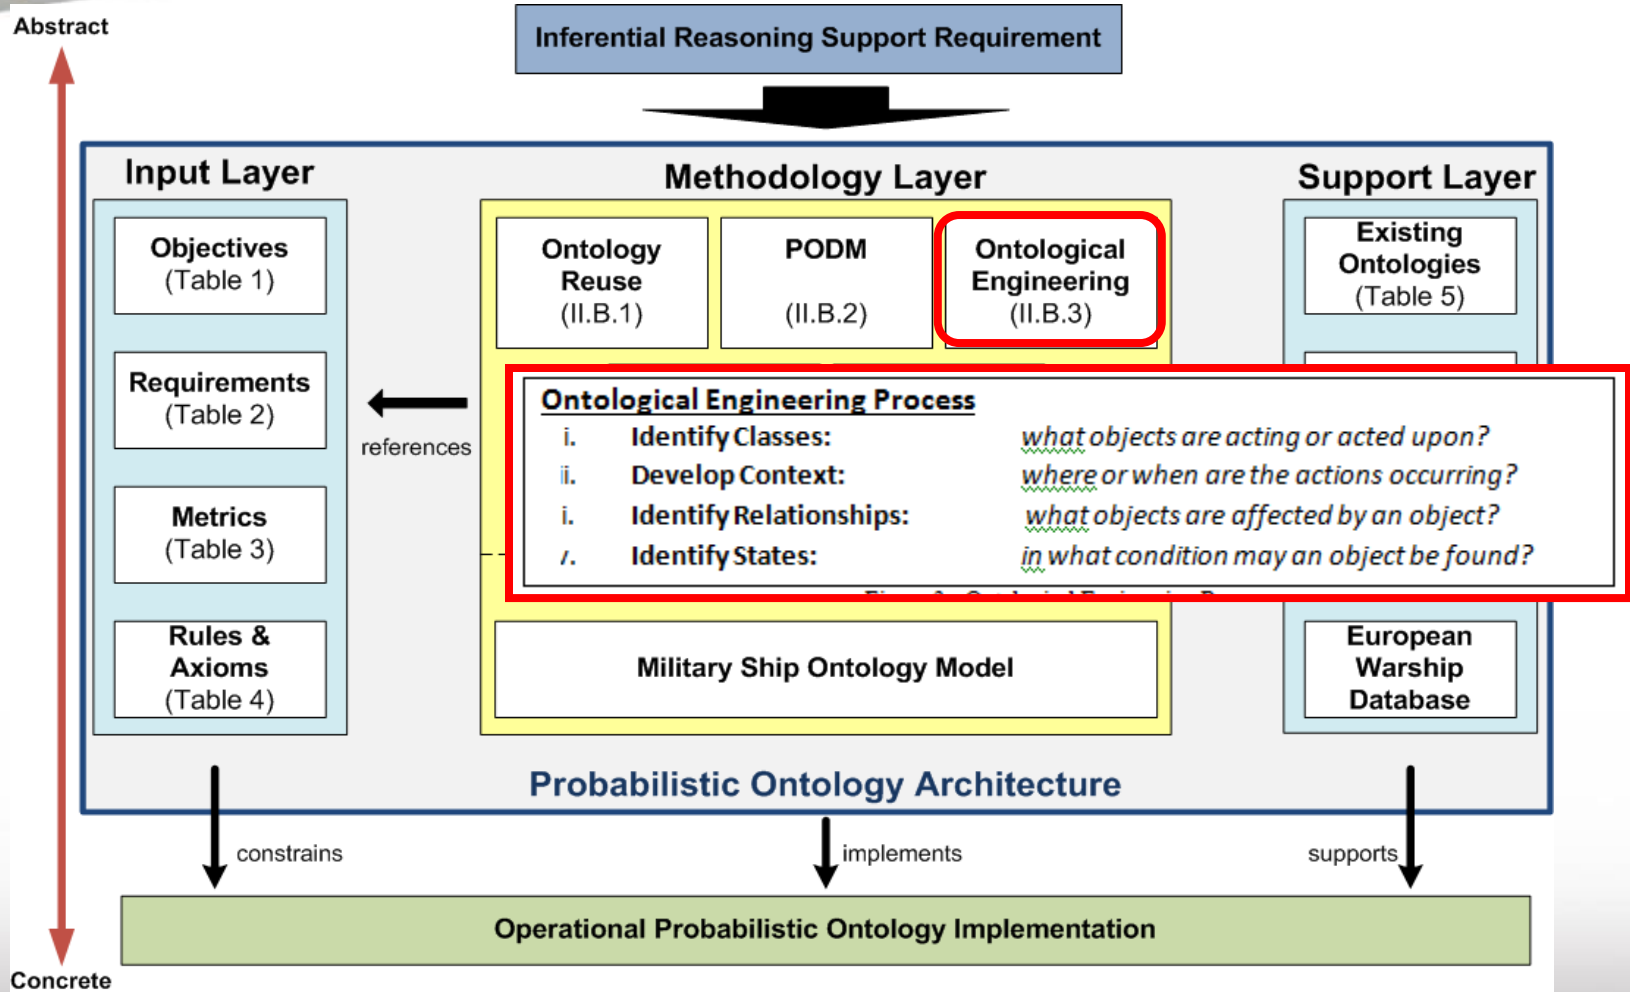 Abstract
Inferential Reasoning Support Requirement
Input Layer
Methodology Layer
Support Layer
Objectives
(Table 1)
Requirements
(Table 2)
Metrics
(Table 3)
Rules &
Axioms
(Table 4)
references
Ontology
Reuse
(II.B.1)
PODM
(II.B.2)
Ontological
Engineering
(II.B.3)
Existing
Ontologies
(Table 5)
Ontological Engineering Process
i. Identify Classes: what objects are acting or acted upon?
ii. Develop Context: where or when are the actions occurring?
i. Identify Relationships: what objects are affected by an object?
Identify States: in what condition may an object be found?
Military Ship Ontology Model
European
Warship
Database
Probabilistic Ontology Architecture
constrains
implements
supports
Operational Probabilistic Ontology Implementation
Concrete